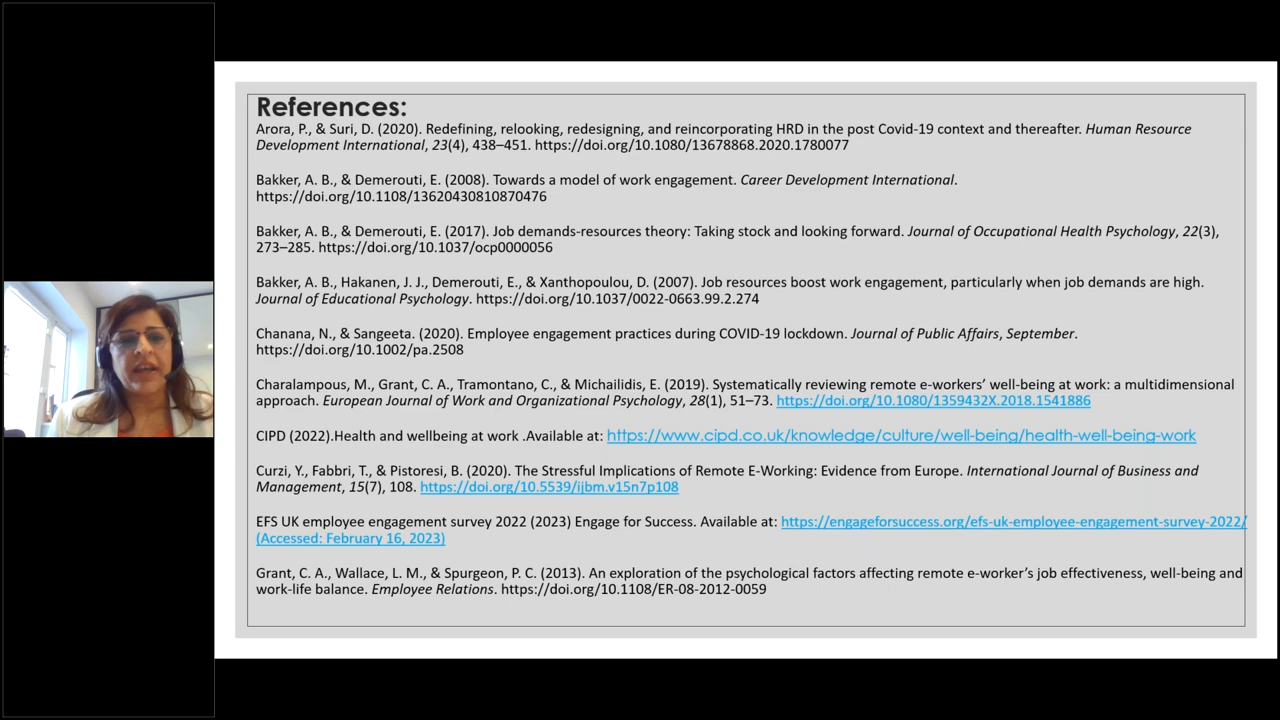 References:
Arora, P., & Suri, D. (2020). Redefining, relooking, redesigning, and reincorporating HRD in the post Covid-19 context and thereafter. Human Resource
Development International, 23(4), 438–451. https://doi.org/10.1080/13678868.2020.1780077
Bakker, A. B., & Demerouti, E. (2008). Towards a model of work engagement. Career Development International.
https://doi.org/10.1108/13620430810870476
Bakker, A. B., & Demerouti, E. (2017). Job demands-resources theory: Taking stock and looking forward. Journal of Occupational Health Psychology, 22(3),
273–285. https://doi.org/10.1037/ocp0000056
Bakker, A. B., Hakanen, J. J., Demerouti, E., & Xanthopoulou, D. (2007). Job resources boost work engagement, particularly when job demands are high.
Journal of Educational Psychology. https://doi.org/10.1037/0022-0663.99.2.274
Chanana, N., & Sangeeta. (2020). Employee engagement practices during COVID-19 lockdown. Journal of Public Affairs, September.
https://doi.org/10.1002/pa.2508
Charalampous, M., Grant, C. A., Tramontano, C., & Michailidis, E. (2019). Systematically reviewing remote e-workers’ well-being at work: a multidimensional
approach. European Journal of Work and Organizational Psychology, 28(1), 51–73. https://doi.org/10.1080/1359432X.2018.1541886
CIPD (2022).Health and wellbeing at work .Available at: https://www.cipd.co.uk/knowledge/culture/well-being/health-well-being-work
Curzi, Y., Fabbri, T., & Pistoresi, B. (2020). The Stressful Implications of Remote E-Working: Evidence from Europe. International Journal of Business and
Management, 15(7), 108. https://doi.org/10.5539/ijbm.v15n7p108
EFS UK employee engagement survey 2022 (2023) Engage for Success. Available at: https://engageforsuccess.org/efs-uk-employee-engagement-survey-2022/
(Accessed: February 16, 2023)
Grant, C. A., Wallace, L. M., & Spurgeon, P. C. (2013). An exploration of the psychological factors affecting remote e-worker’s job effectiveness, well-being and
work-life balance. Employee Relations. https://doi.org/10.1108/ER-08-2012-0059